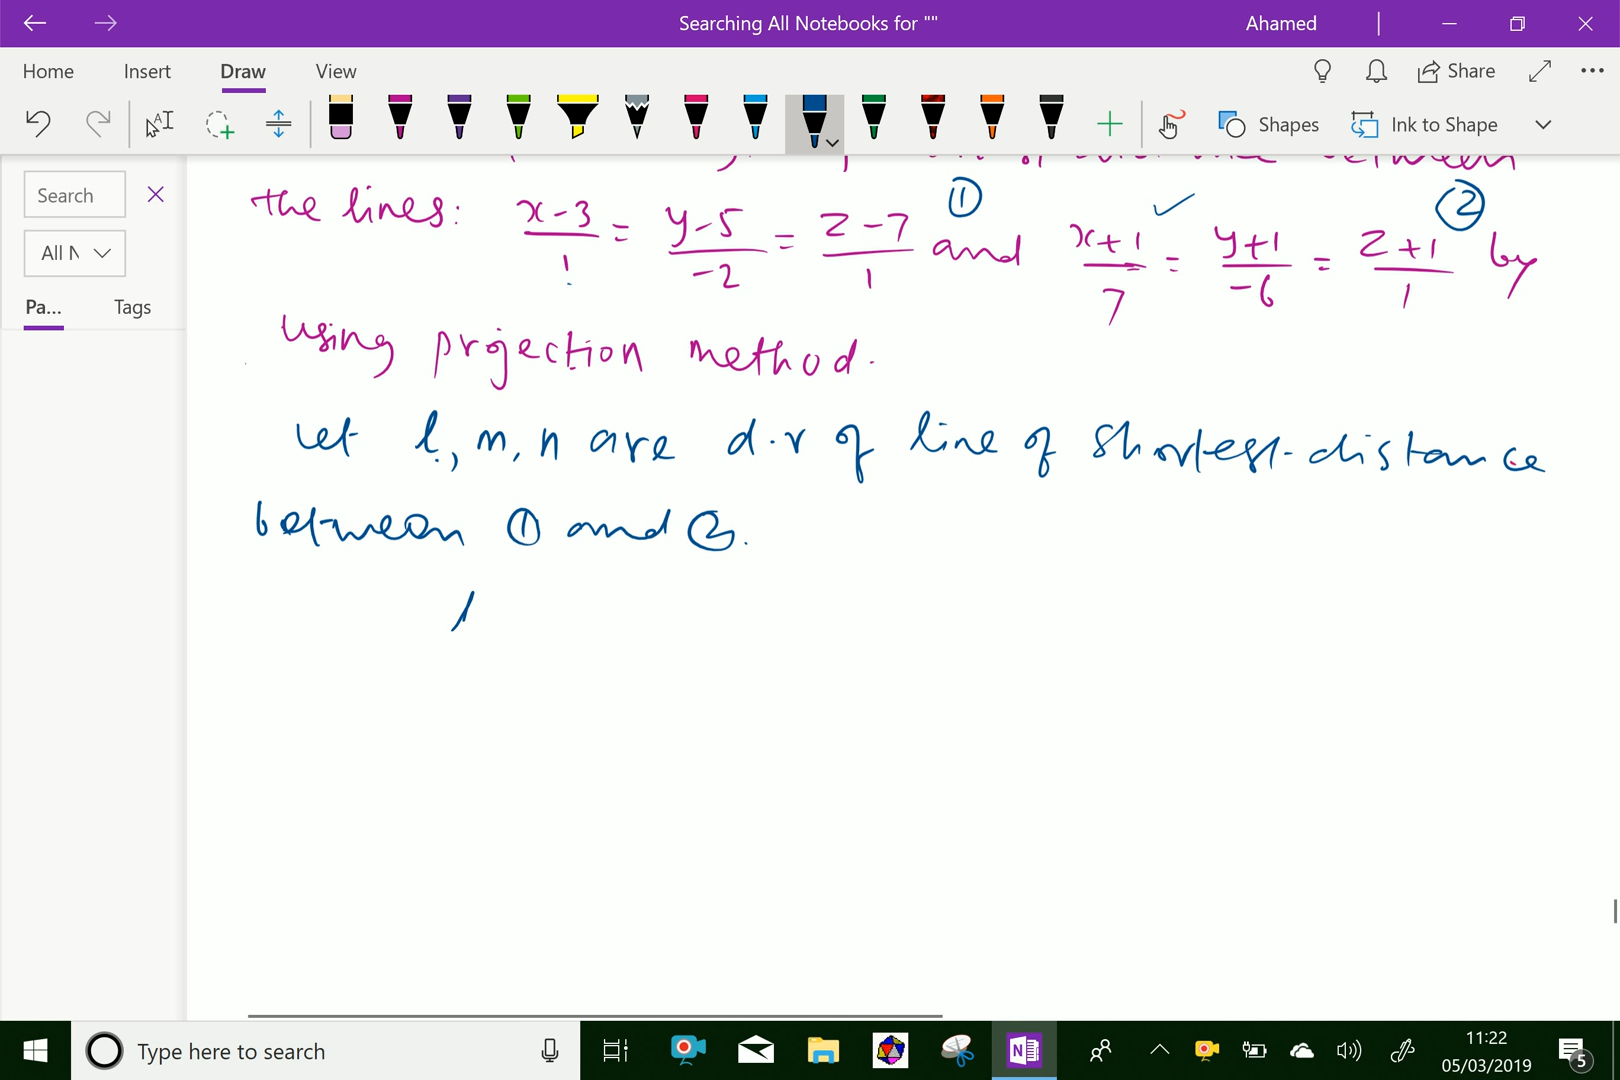 Searching All Notebooks for ""
Ahamed
Home Insert Draw View
Share
Shapes
Ink to Shape
Search
All N
Pa...
Tags
between
the lines: x-3/1 = y-5/-2 = z-7/1 ① and x+1/7 = y+1/-6 = z+1/1 ② by
using projection method.
Let l, m, n are d.r of line of shortest distance
between ① and ②.
Type here to search
11:22
05/03/2019
5